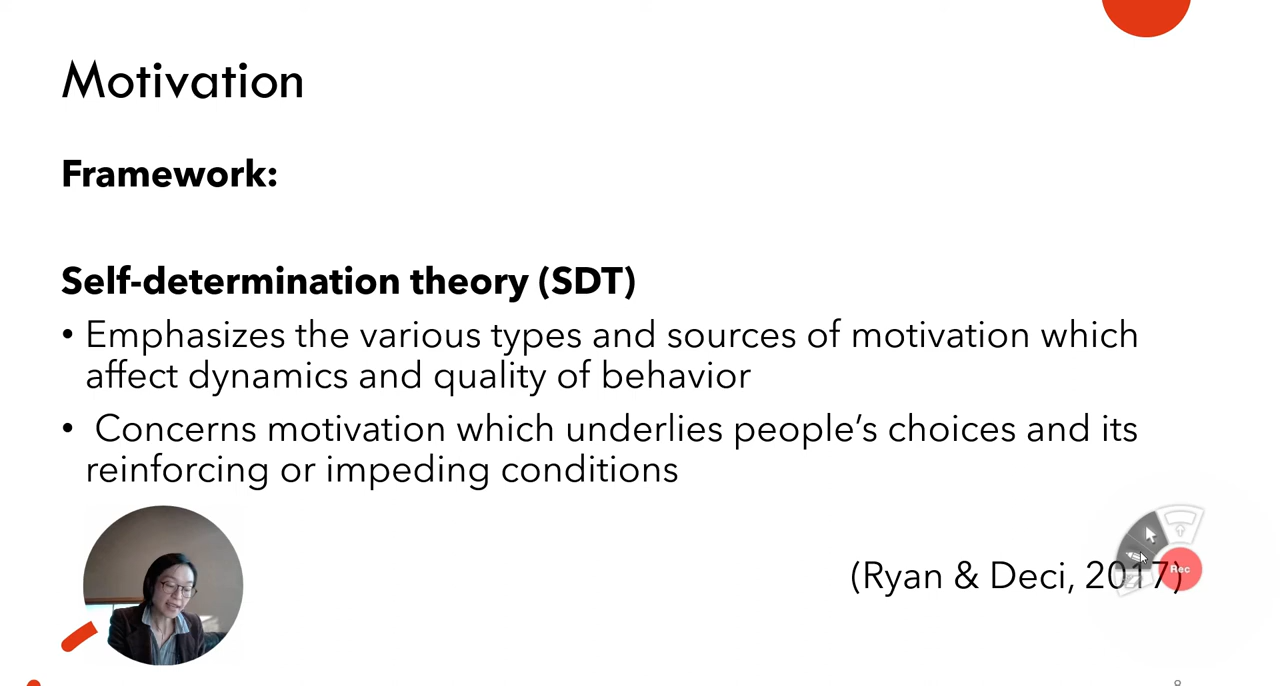 Motivation
Framework:
Self-determination theory (SDT)
• Emphasizes the various types and sources of motivation which
affect dynamics and quality of behavior
• Concerns motivation which underlies people’s choices and its
reinforcing or impeding conditions
(Ryan & Deci, 2017)
Rec